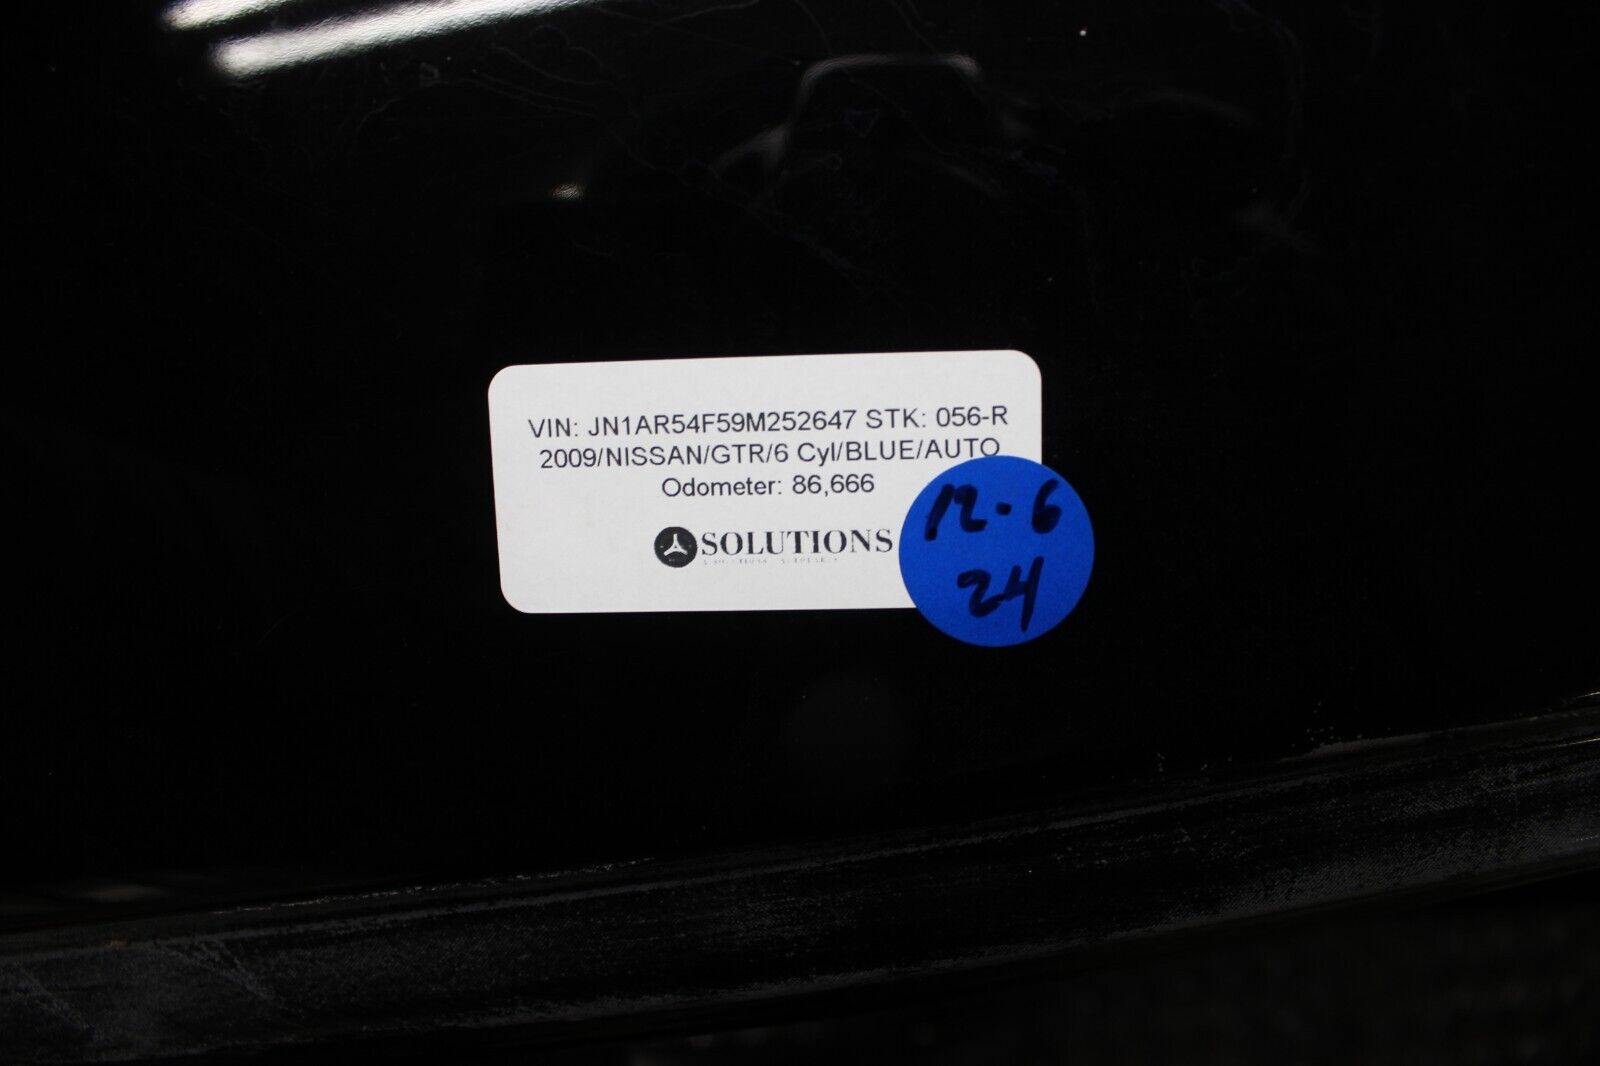 VIN: JN1AR54F59M252647 STK: 056-R
2009/NISSAN/GTR/6 Cyl/BLUE/AUTO
Odometer: 86,666
SOLUTIONS
12-6
24